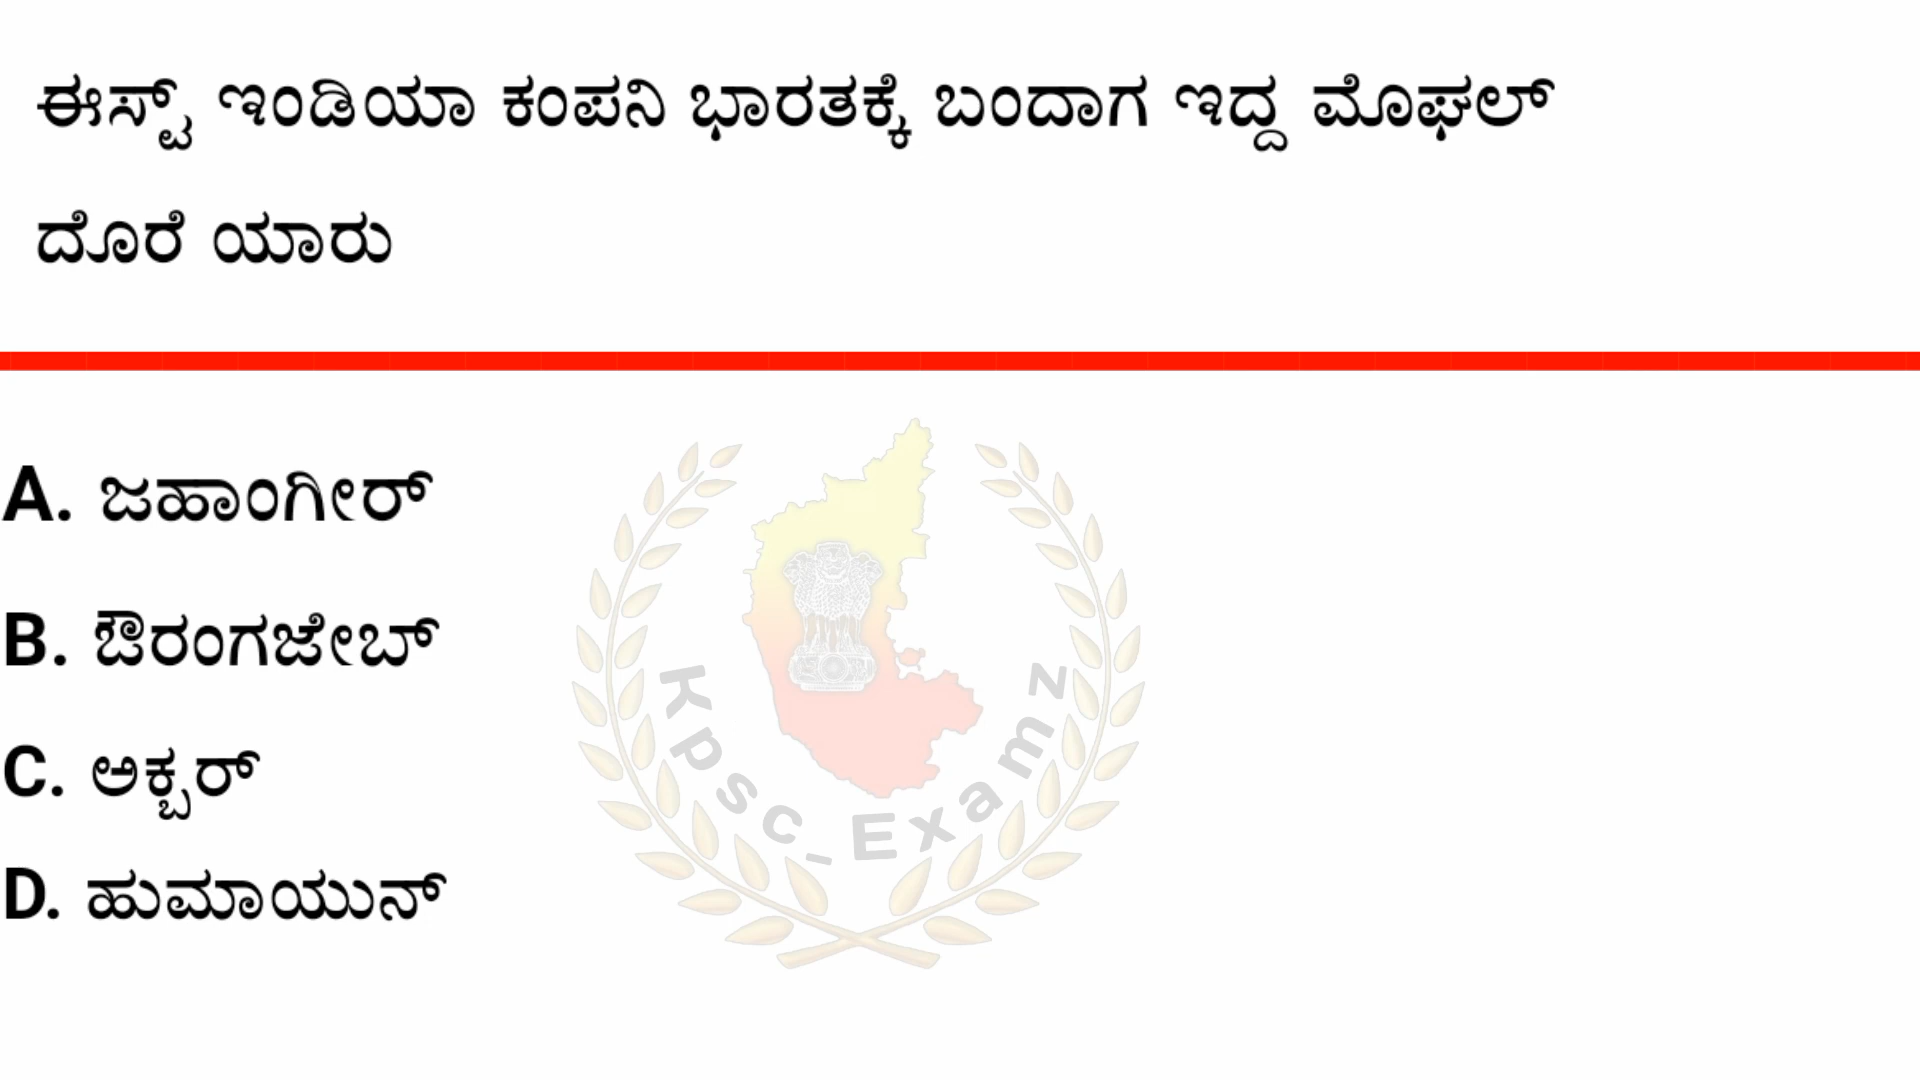 ಈಸ್ಟ್ ಇಂಡಿಯಾ ಕಂಪನಿ ಭಾರತಕ್ಕೆ ಬಂದಾಗ ಇದ್ದ ಮೊಘಲ್
ದೊರೆ ಯಾರು
A. ಜಹಾಂಗೀರ್
B. ಔರಂಗಜೇಬ್
C. ಅಕ್ಬರ್
D. ಹುಮಾಯುನ್
Kpsc_Examz